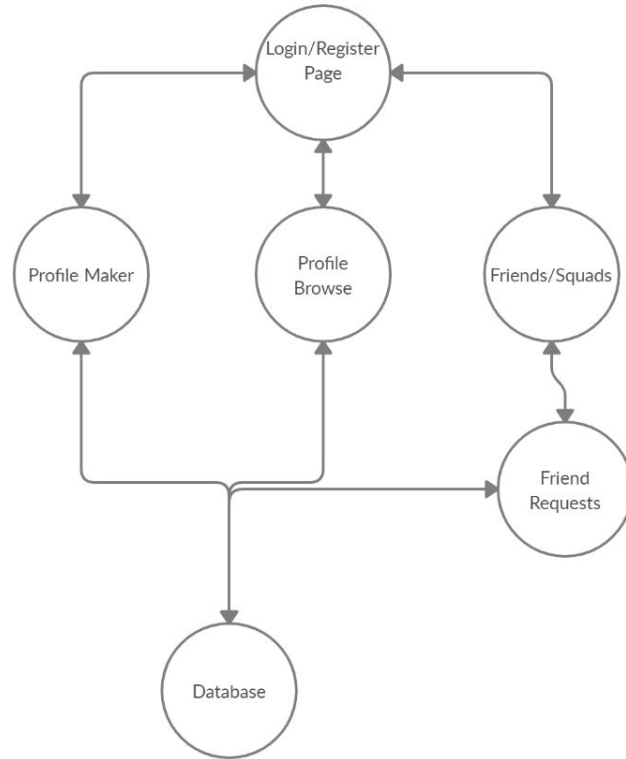 Login/Register
Page
Profile Maker
Profile
Browse
Friends/Squads
Friend
Requests
Database